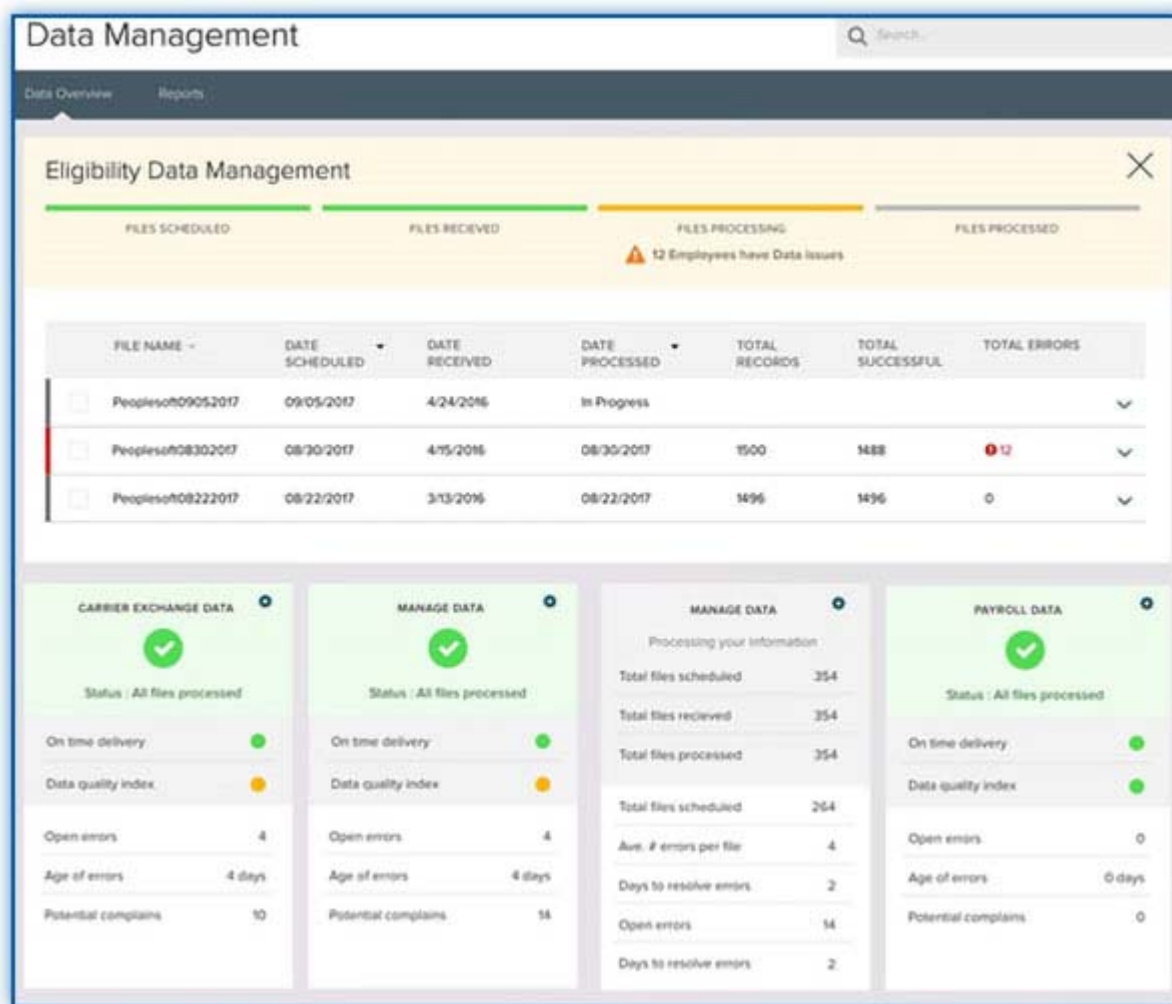 Data Management
Search...
Data Overview Reports
Eligibility Data Management
FILES SCHEDULED FILES RECIEVED FILES PROCESSING FILES PROCESSED
12 Employees have Data issues
FILE NAME DATE SCHEDULED DATE RECEIVED DATE PROCESSED TOTAL RECORDS TOTAL SUCCESSFUL TOTAL ERRORS
Peoplesoft09052017 09/05/2017 4/24/2016 In Progress
Peoplesoft08302017 08/30/2017 4/15/2016 08/30/2017 1500 1488 12
Peoplesoft08222017 08/22/2017 3/13/2016 08/22/2017 1496 1496 0
CARRIER EXCHANGE DATA
Status : All files processed
On time delivery
Data quality index
Open errors 4
Age of errors 4 days
Potential complains 10
MANAGE DATA
Status : All files processed
On time delivery
Data quality index
Open errors 4
Age of errors 4 days
Potential complains 14
MANAGE DATA
Processing your information
Total files scheduled 354
Total files recieved 354
Total files processed 354
Total files scheduled 264
Ave. # errors per file 4
Days to resolve errors 2
Open errors 14
Days to resolve errors 2
PAYROLL DATA
Status : All files processed
On time delivery
Data quality index
Open errors 0
Age of errors 0 days
Potential complains 0